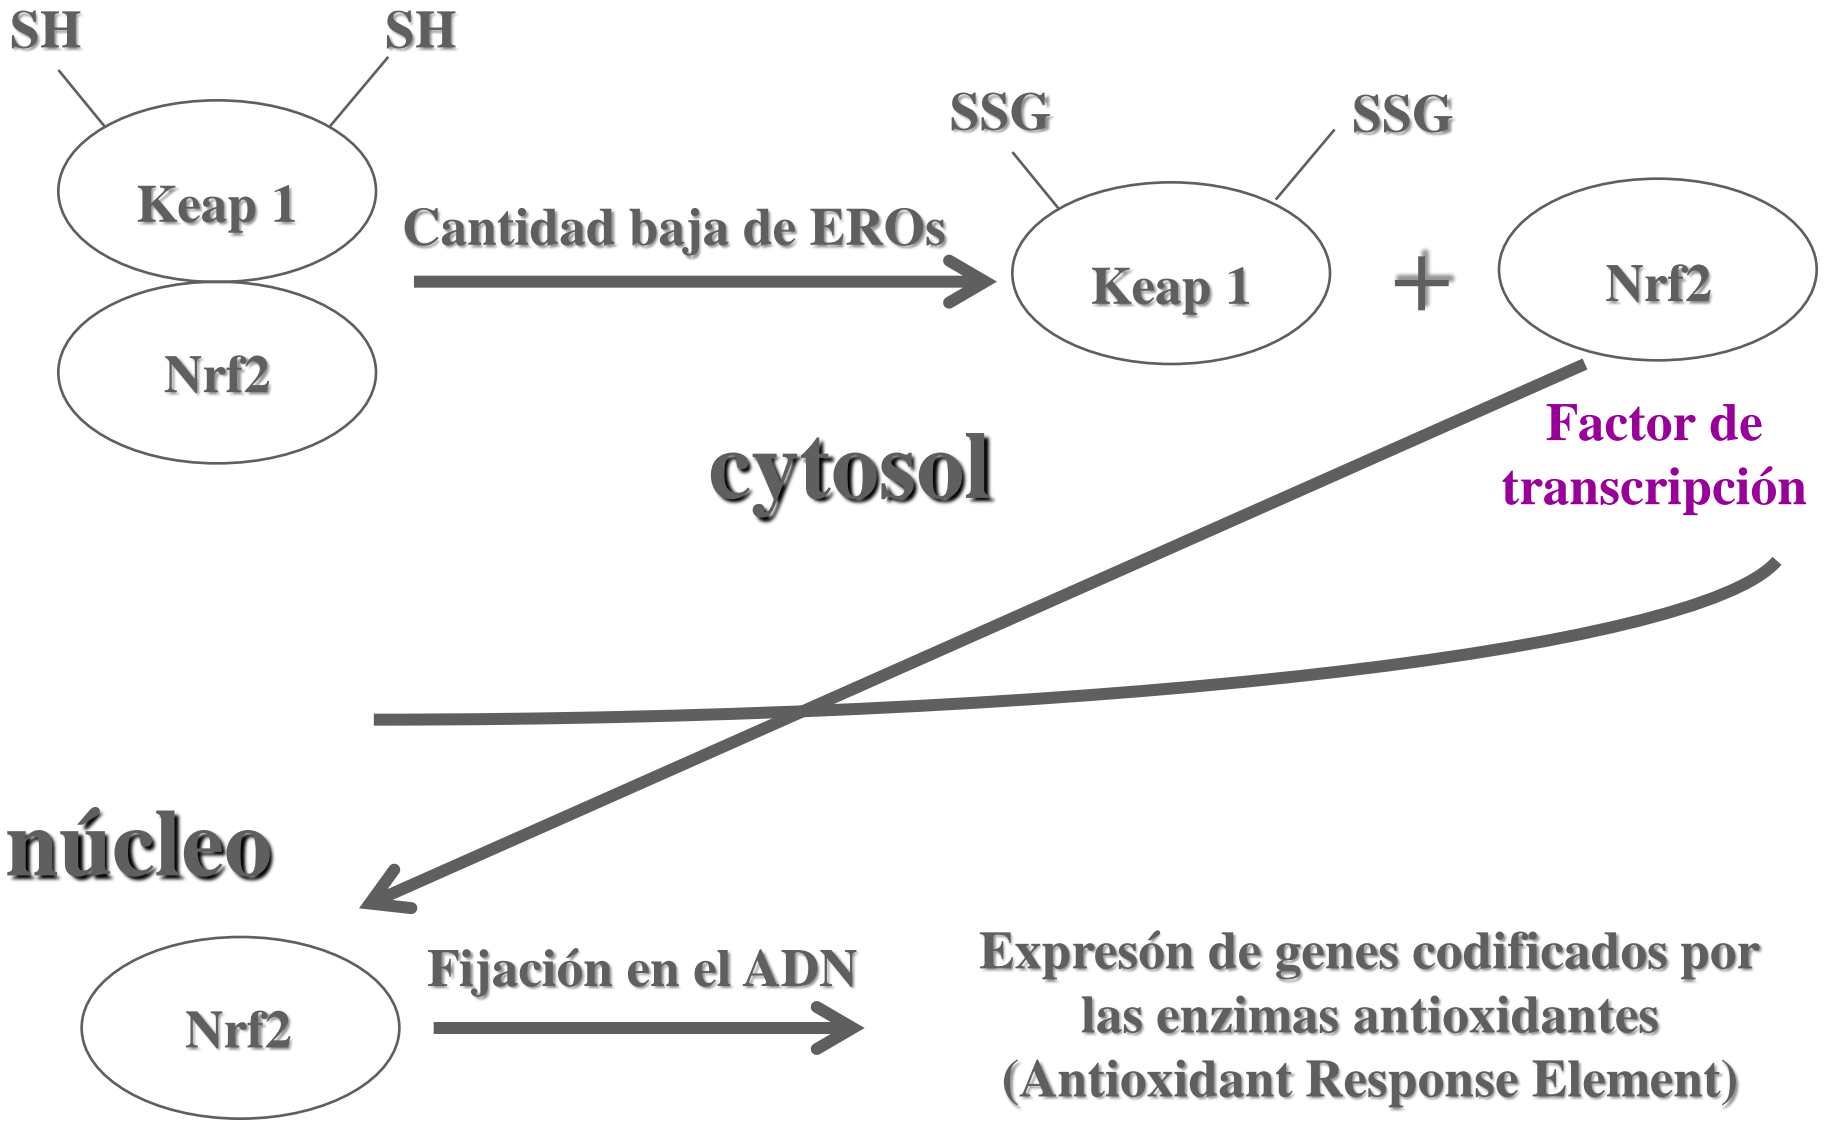 SH
SH
Keap 1
Nrf2
Cantidad baja de EROs
SSG
SSG
Keap 1
+
Nrf2
Factor de
transcripción
cytosol
núcleo
Nrf2
Fijación en el ADN
Expresón de genes codificados por
las enzimas antioxidantes
(Antioxidant Response Element)